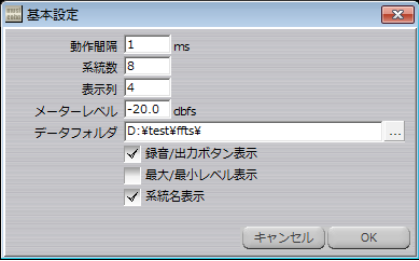 基本設定
動作間隔 1 ms
系統数 8
表示列 4
メーターレベル -20.0 dbfs
データフォルダ D:¥test¥ffts¥ ...
録音/出力ボタン表示
最大/最小レベル表示
系統名表示
キャンセル OK